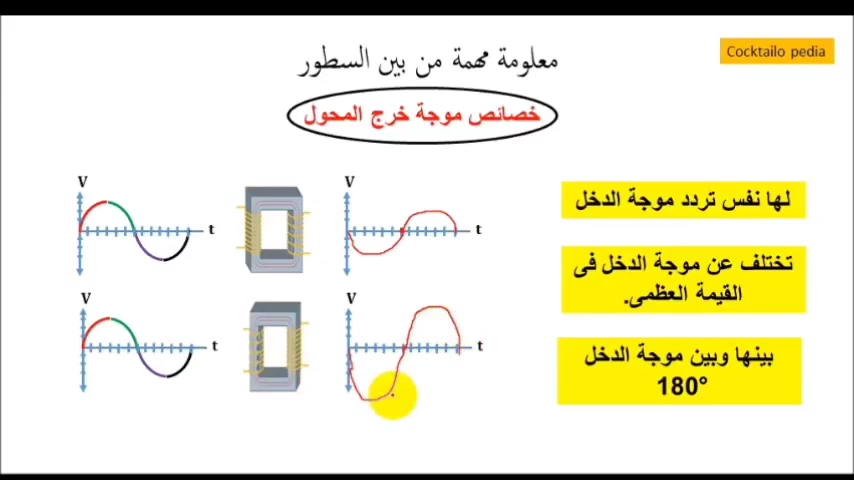 Cocktailo pedia
معلومة مهمة من بين السطور
خصائص موجة خرج المحول
V
t
V
t
لها نفس تردد موجة الدخل
تختلف عن موجة الدخل فى
القيمة العظمى.
V
t
V
t
بينها وبين موجة الدخل
180°